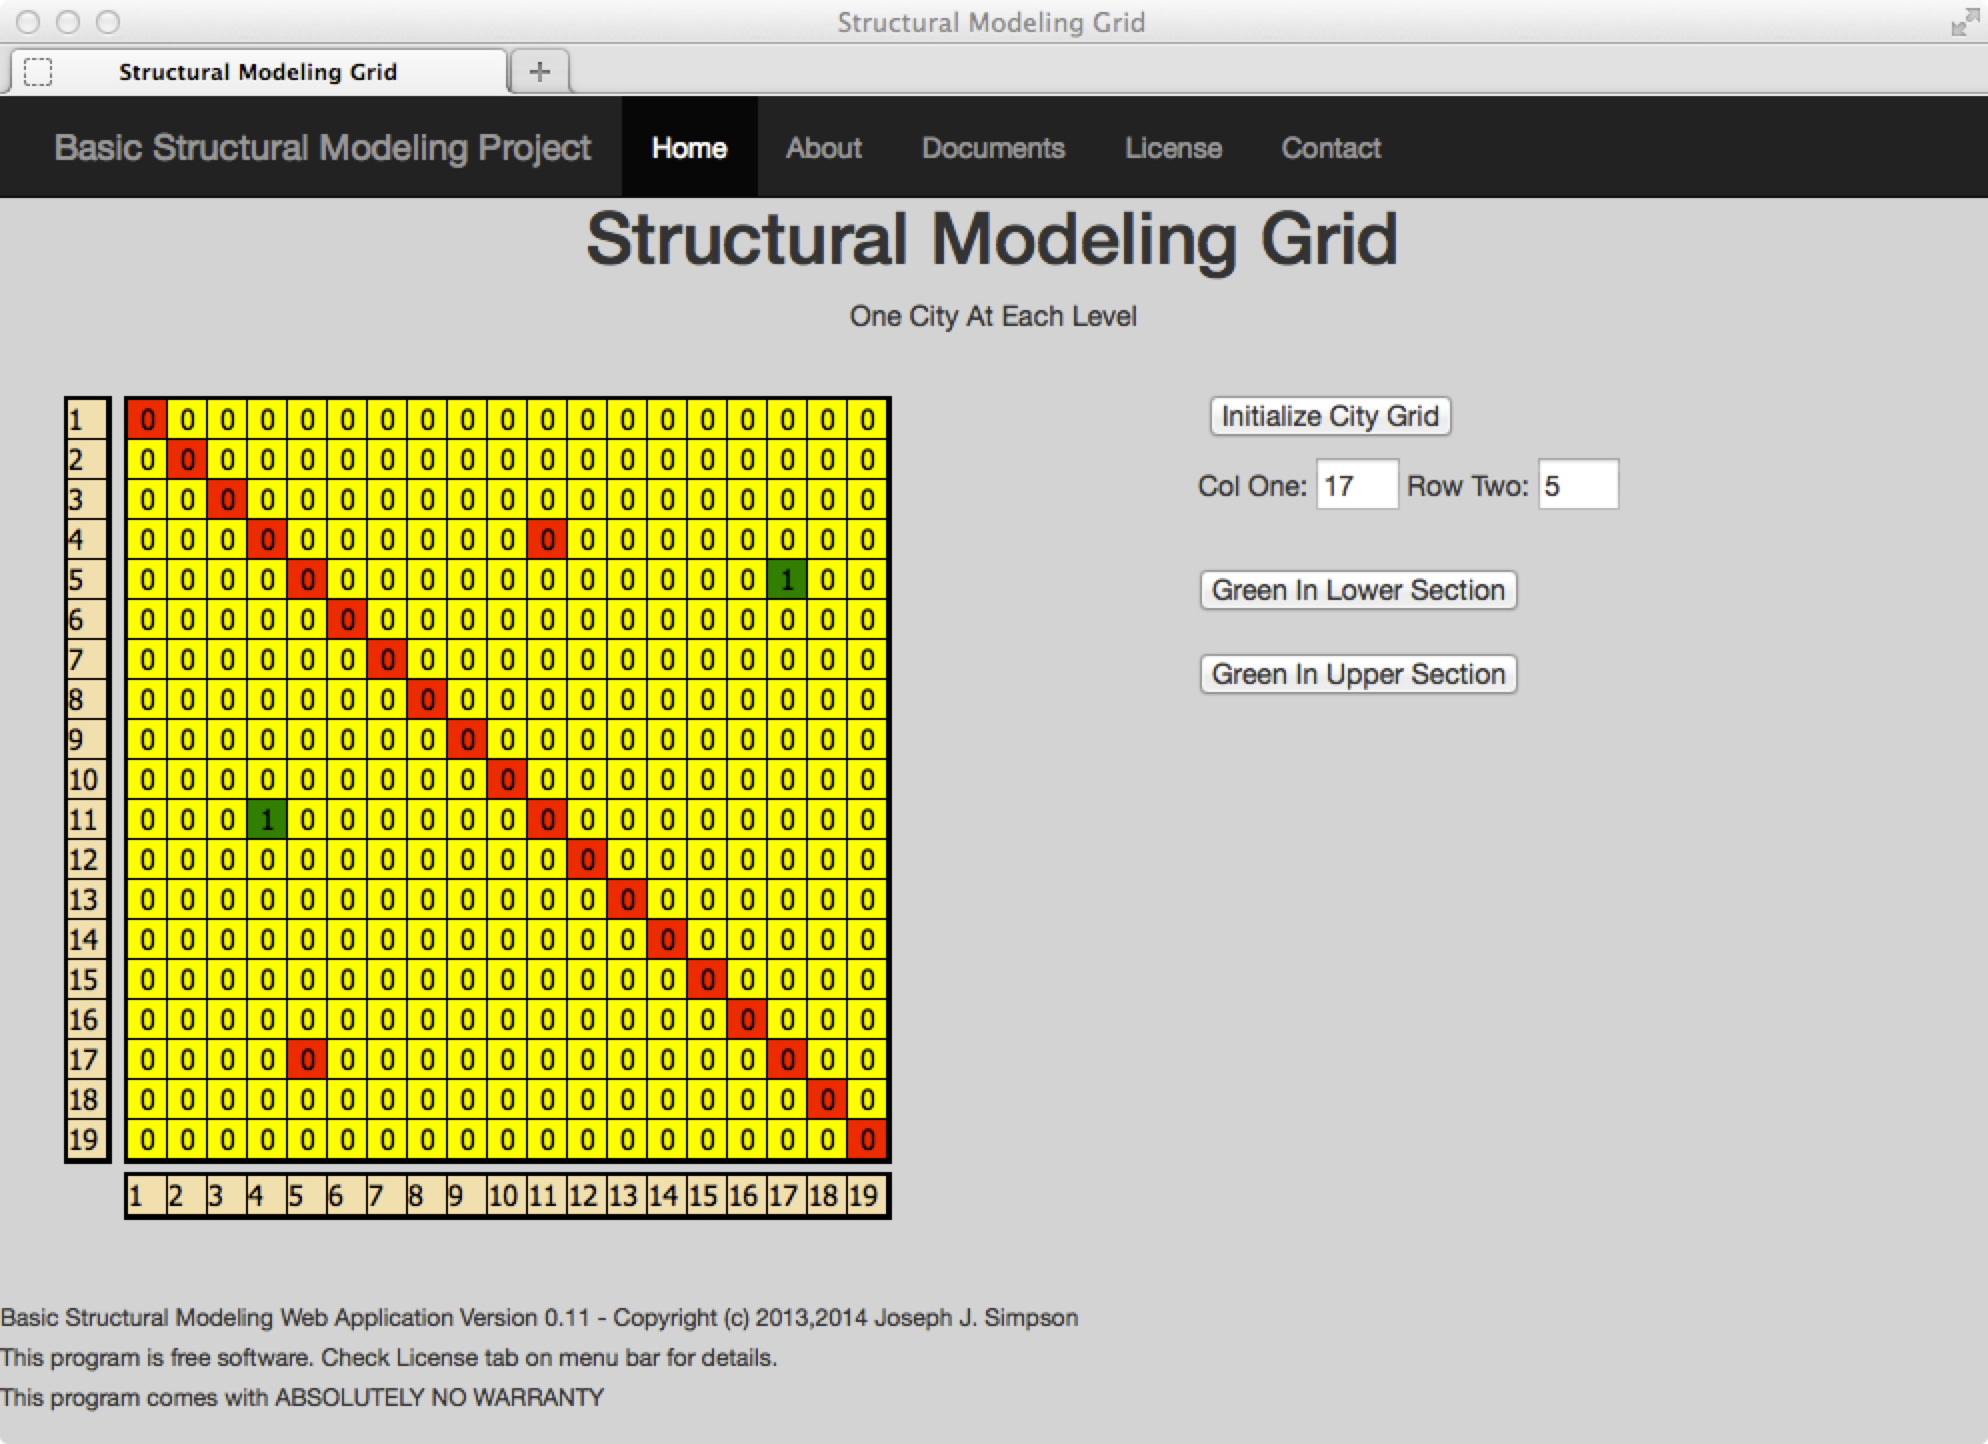 Structural Modeling Grid
Structural Modeling Grid +
Basic Structural Modeling Project Home About Documents License Contact
Structural Modeling Grid
One City At Each Level
1 0 0 0 0 0 0 0 0 0 0 0 0 0 0 0 0 0 0 0 Initialize City Grid
2 0 0 0 0 0 0 0 0 0 0 0 0 0 0 0 0 0 0 0
3 0 0 0 0 0 0 0 0 0 0 0 0 0 0 0 0 0 0 0 Col One: 17 Row Two: 5
4 0 0 0 0 0 0 0 0 0 0 0 0 0 0 0 0 0 0 0
5 0 0 0 0 0 0 0 0 0 0 0 0 0 0 0 0 1 0 0 Green In Lower Section
6 0 0 0 0 0 0 0 0 0 0 0 0 0 0 0 0 0 0 0
7 0 0 0 0 0 0 0 0 0 0 0 0 0 0 0 0 0 0 0 Green In Upper Section
8 0 0 0 0 0 0 0 0 0 0 0 0 0 0 0 0 0 0 0
9 0 0 0 0 0 0 0 0 0 0 0 0 0 0 0 0 0 0 0
10 0 0 0 0 0 0 0 0 0 0 0 0 0 0 0 0 0 0 0
11 0 0 0 1 0 0 0 0 0 0 0 0 0 0 0 0 0 0 0
12 0 0 0 0 0 0 0 0 0 0 0 0 0 0 0 0 0 0 0
13 0 0 0 0 0 0 0 0 0 0 0 0 0 0 0 0 0 0 0
14 0 0 0 0 0 0 0 0 0 0 0 0 0 0 0 0 0 0 0
15 0 0 0 0 0 0 0 0 0 0 0 0 0 0 0 0 0 0 0
16 0 0 0 0 0 0 0 0 0 0 0 0 0 0 0 0 0 0 0
17 0 0 0 0 0 0 0 0 0 0 0 0 0 0 0 0 0 0 0
18 0 0 0 0 0 0 0 0 0 0 0 0 0 0 0 0 0 0 0
19 0 0 0 0 0 0 0 0 0 0 0 0 0 0 0 0 0 0 0
1 2 3 4 5 6 7 8 9 10 11 12 13 14 15 16 17 18 19
Basic Structural Modeling Web Application Version 0.11 - Copyright (c) 2013,2014 Joseph J. Simpson
This program is free software. Check License tab on menu bar for details.
This program comes with ABSOLUTELY NO WARRANTY